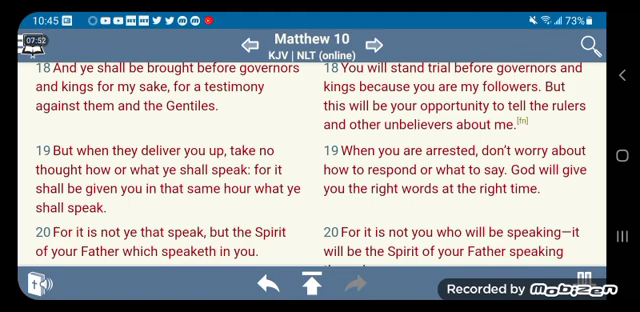 10:45
73%
07:52
Matthew 10
KJV | NLT (online)
18 And ye shall be brought before governors
and kings for my sake, for a testimony
against them and the Gentiles.
19 But when they deliver you up, take no
thought how or what ye shall speak: for it
shall be given you in that same hour what ye
shall speak.
20 For it is not ye that speak, but the Spirit
of your Father which speaketh in you.
18 You will stand trial before governors and
kings because you are my followers. But
this will be your opportunity to tell the rulers
and other unbelievers about me.[fn]
19 When you are arrested, don't worry about
how to respond or what to say. God will give
you the right words at the right time.
20 For it is not you who will be speaking—it
will be the Spirit of your Father speaking
Recorded by Mobizen